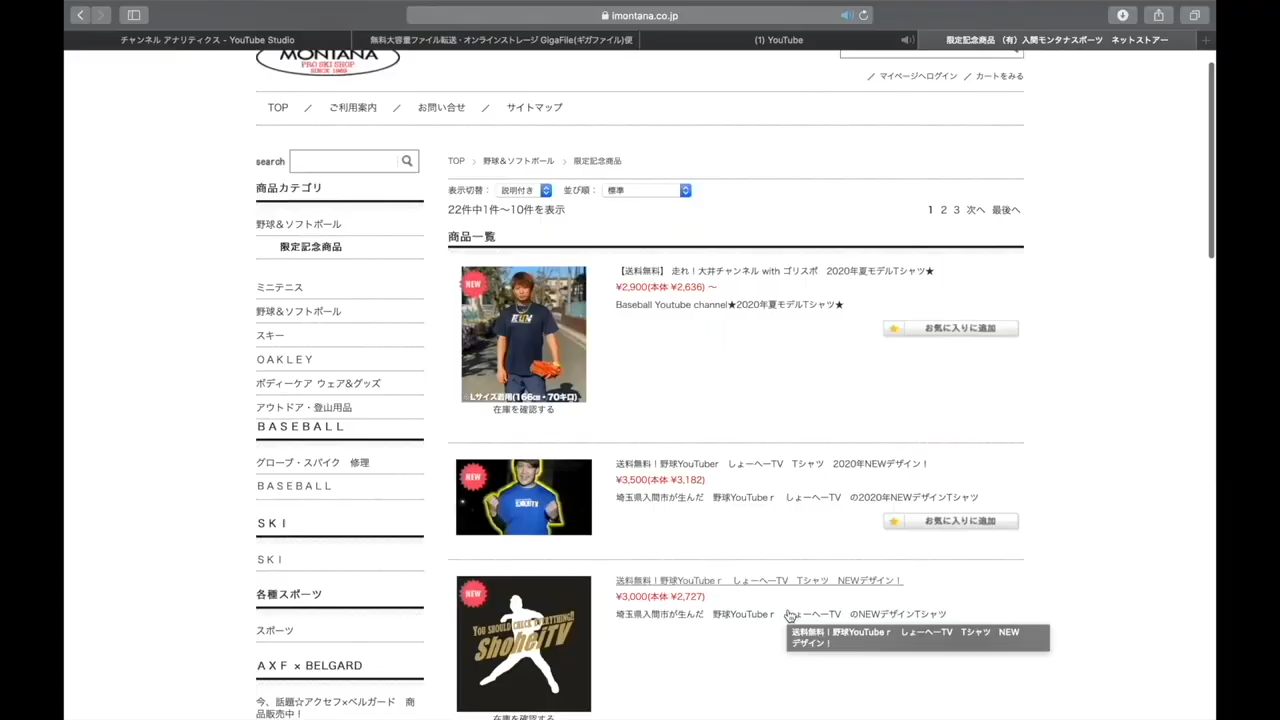 imontana.co.jp
チャンネル アナリティクス - YouTube Studio
無料大容量ファイル転送・オンラインストレージ GigaFile(ギガファイル)便
(1) YouTube
限定記念商品 （有）入間モンタナスポーツ　ネットストアー
MONTANA
PRO SKI SHOP
SINCE 1963
／ マイページへログイン ／ カートをみる
TOP ／ ご利用案内 ／ お問い合せ ／ サイトマップ
search
TOP > 野球＆ソフトボール > 限定記念商品
商品カテゴリ
表示切替： 説明付き 並び順： 標準
22件中1件〜10件を表示
1 2 3 次へ 最後へ
野球＆ソフトボール
限定記念商品
商品一覧
ミニテニス
野球＆ソフトボール
スキー
ＯＡＫＬＥＹ
ボディーケア ウェア&グッズ
アウトドア・登山用品
ＢＡＳＥＢＡＬＬ
グローブ・スパイク　修理
ＢＡＳＥＢＡＬＬ
ＳＫＩ
ＳＫＩ
各種スポーツ
スポーツ
ＡＸＦ × BELGARD
今、話題☆アクセフ×ベルガード　商
品販売中！
NEW
Lサイズ着用(166㎝・70キロ)
在庫を確認する
【送料無料】 走れ！大井チャンネル with ゴリスポ　2020年夏モデルTシャツ★
¥2,900(本体 ¥2,636) 〜
Baseball Youtube channel★2020年夏モデルTシャツ★
お気に入りに追加
NEW
送料無料！野球YouTuber　しょーへーTV　Tシャツ　2020年NEWデザイン！
¥3,500(本体 ¥3,182)
埼玉県入間市が生んだ　野球YouTubeｒ　しょーへーTV　の2020年NEWデザインTシャツ
お気に入りに追加
NEW
YOU SHOULD CHECK EVERYTHING!!
ShoheiTV
在庫を確認する
送料無料！野球YouTubeｒ　しょーへーTV　Tシャツ　NEWデザイン！
¥3,000(本体 ¥2,727)
埼玉県入間市が生んだ　野球YouTubeｒ　しょーへーTV　のNEWデザインTシャツ
送料無料！野球YouTubeｒ　しょーへーTV　Tシャツ　NEW
デザイン！